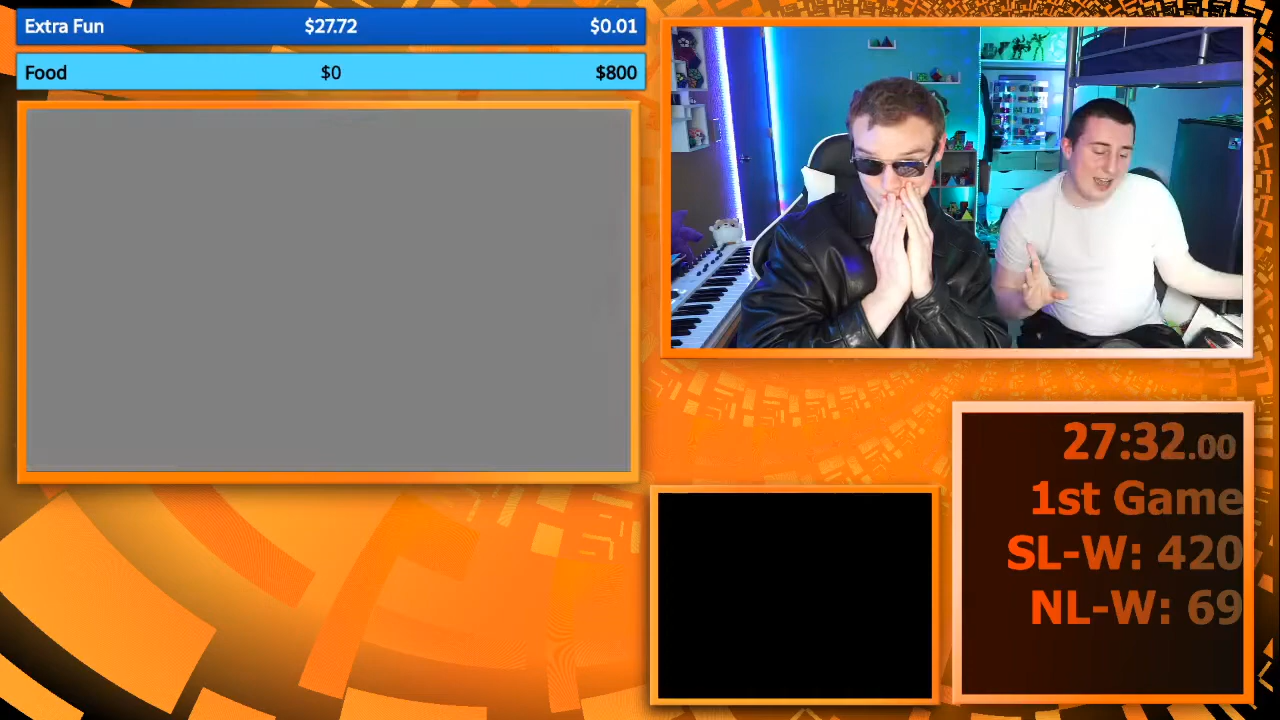 Extra Fun $27.72 $0.01
Food $0 $800
27:32.00
1st Game
SL-W: 420
NL-W: 69